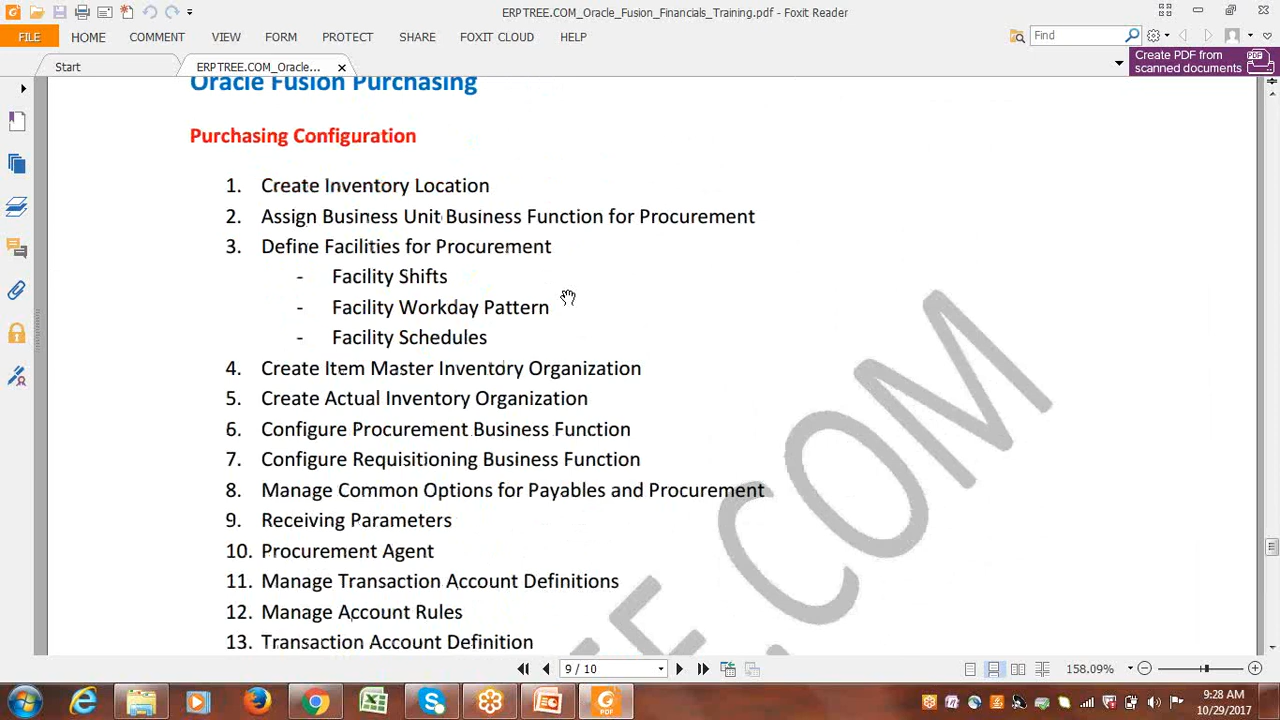 ERPTREE.COM_Oracle_Fusion_Financials_Training.pdf - Foxit Reader
FILE HOME COMMENT VIEW FORM PROTECT SHARE FOXIT CLOUD HELP Find
Start ERPTREE.COM_Oracle... Create PDF from
scanned documents
Oracle Fusion Purchasing
Purchasing Configuration
1. Create Inventory Location
2. Assign Business Unit Business Function for Procurement
3. Define Facilities for Procurement
- Facility Shifts
- Facility Workday Pattern
- Facility Schedules
4. Create Item Master Inventory Organization
5. Create Actual Inventory Organization
6. Configure Procurement Business Function
7. Configure Requisitioning Business Function
8. Manage Common Options for Payables and Procurement
9. Receiving Parameters
10. Procurement Agent
11. Manage Transaction Account Definitions
12. Manage Account Rules
13. Transaction Account Definition
E.COM
9 / 10 158.09%
PDF
9:28 AM
10/29/2017